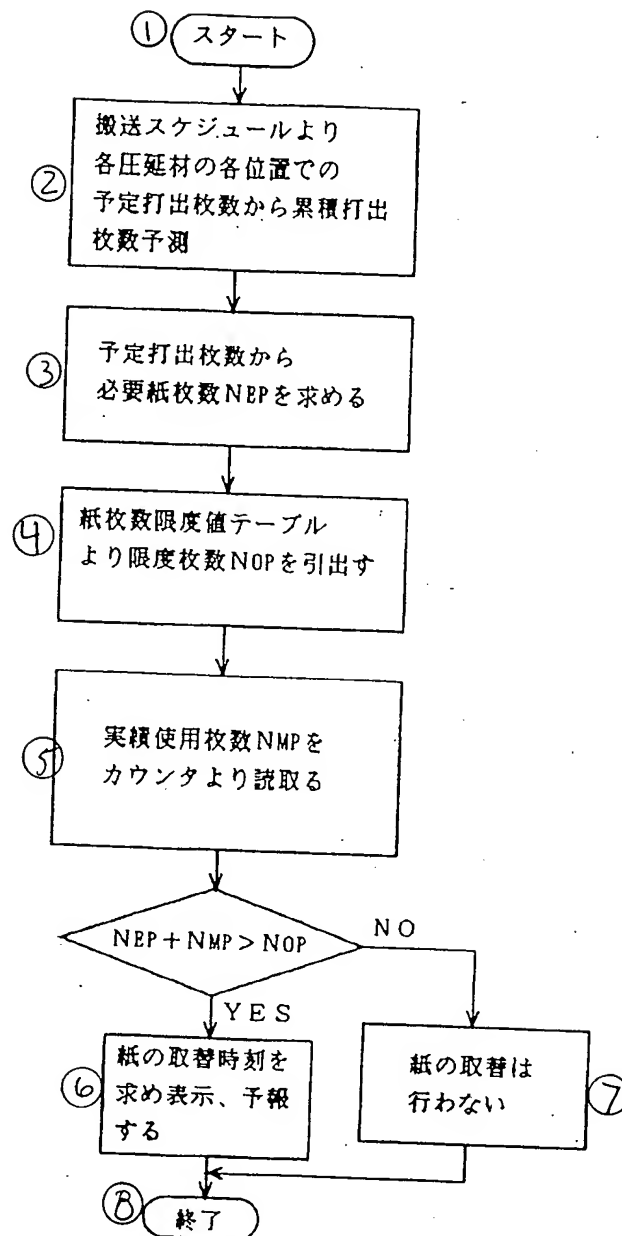 ① スタート
搬送スケジュールより
各圧延材の各位置での
② 予定打出枚数から累積打出
枚数予測
予定打出枚数から
③ 必要紙枚数NEPを求める
④ 紙枚数限度値テーブル
より限度枚数NOPを引出す
実績使用枚数NMPを
⑤ カウンタより読取る
NEP+NMP>NOP
NO
YES
紙の取替時刻を
⑥ 求め表示、予報
する
紙の取替は
行わない ⑦
⑧ 終了